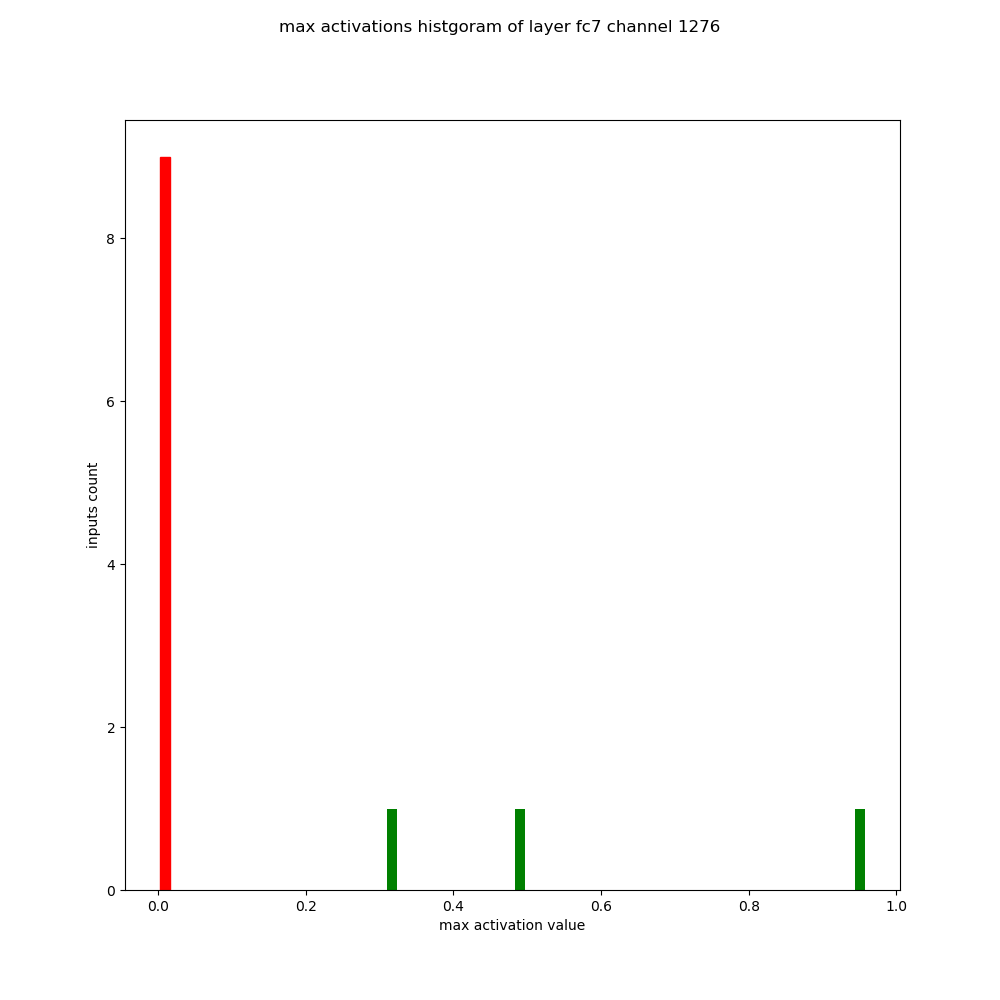 max activations histgoram of layer fc7 channel 1276
inputs count
8
6
4
2
0
0.0 0.2 0.4 0.6 0.8 1.0
max activation value